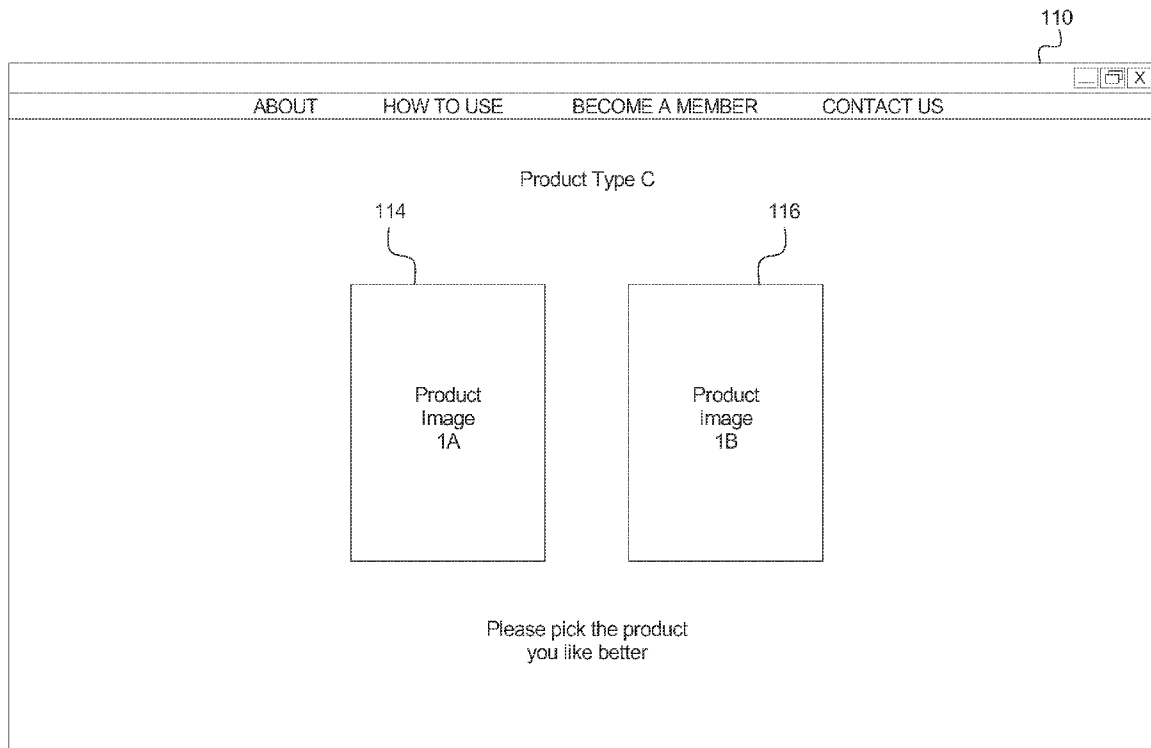 110
X
ABOUT HOW TO USE BECOME A MEMBER CONTACT US
Product Type C
114 116
Product
Image
1A
Product
Image
1B
Please pick the product
you like better